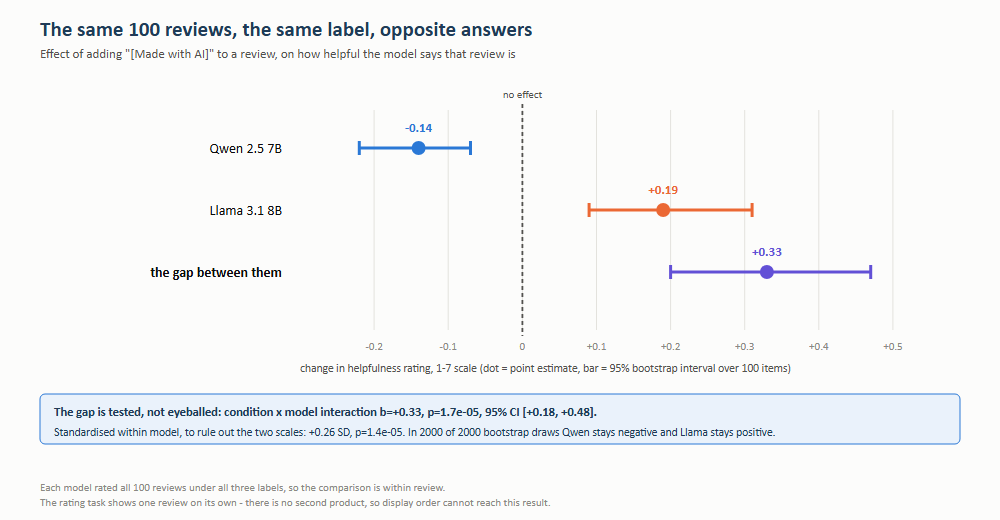 The same 100 reviews, the same label, opposite answers
Effect of adding "[Made with AI]" to a review, on how helpful the model says that review is
no effect
-0.14
Qwen 2.5 7B
+0.19
Llama 3.1 8B
+0.33
the gap between them
-0.2 -0.1 0 +0.1 +0.2 +0.3 +0.4 +0.5
change in helpfulness rating, 1-7 scale (dot = point estimate, bar = 95% bootstrap interval over 100 items)
The gap is tested, not eyeballed: condition x model interaction b=+0.33, p=1.7e-05, 95% CI [+0.18, +0.48].
Standardised within model, to rule out the two scales: +0.26 SD, p=1.4e-05. In 2000 of 2000 bootstrap draws Qwen stays negative and Llama stays positive.
Each model rated all 100 reviews under all three labels, so the comparison is within review.
The rating task shows one review on its own - there is no second product, so display order cannot reach this result.